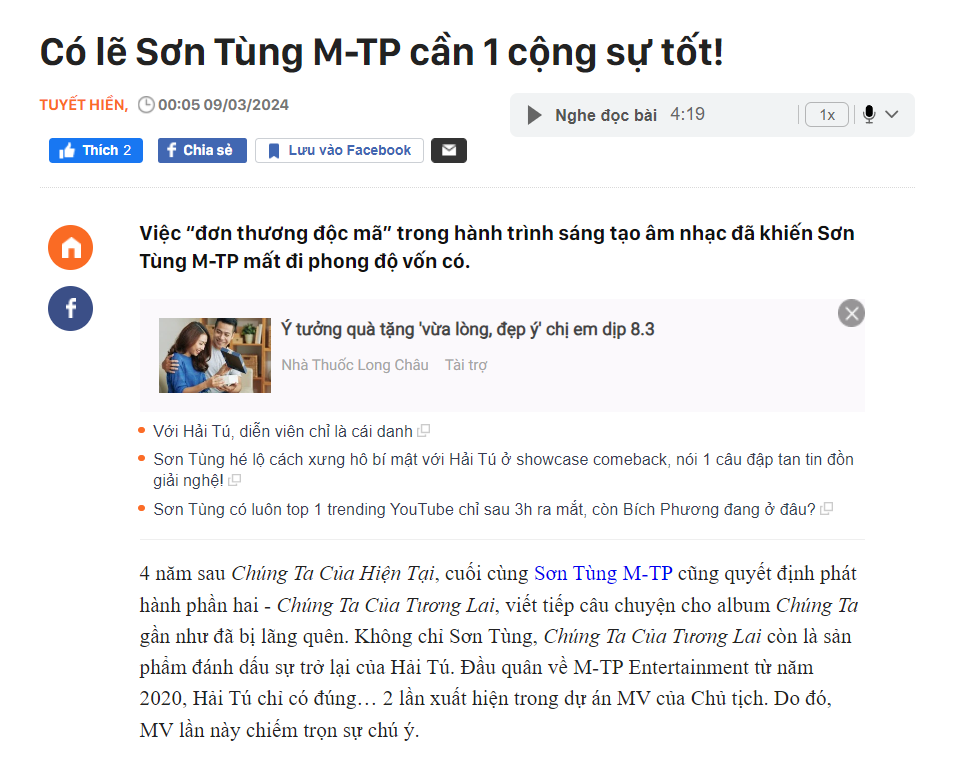 Có lẽ Sơn Tùng M-TP cần 1 cộng sự tốt!
TUYẾT HIỀN, 00:05 09/03/2024
Nghe đọc bài 4:19 1x
Thích 2 Chia sẻ Lưu vào Facebook
Việc “đơn thương độc mã” trong hành trình sáng tạo âm nhạc đã khiến Sơn
Tùng M-TP mất đi phong độ vốn có.
Ý tưởng quà tặng 'vừa lòng, đẹp ý' chị em dịp 8.3
Nhà Thuốc Long Châu Tài trợ
Với Hải Tú, diễn viên chỉ là cái danh
Sơn Tùng hé lộ cách xưng hô bí mật với Hải Tú ở showcase comeback, nói 1 câu đập tan tin đồn
giải nghệ!
Sơn Tùng có luôn top 1 trending YouTube chỉ sau 3h ra mắt, còn Bích Phương đang ở đâu?
4 năm sau Chúng Ta Của Hiện Tại, cuối cùng Sơn Tùng M-TP cũng quyết định phát
hành phần hai - Chúng Ta Của Tương Lai, viết tiếp câu chuyện cho album Chúng Ta
gần như đã bị lãng quên. Không chỉ Sơn Tùng, Chúng Ta Của Tương Lai còn là sản
phẩm đánh dấu sự trở lại của Hải Tú. Đầu quân về M-TP Entertainment từ năm
2020, Hải Tú chỉ có đúng… 2 lần xuất hiện trong dự án MV của Chủ tịch. Do đó,
MV lần này chiếm trọn sự chú ý.